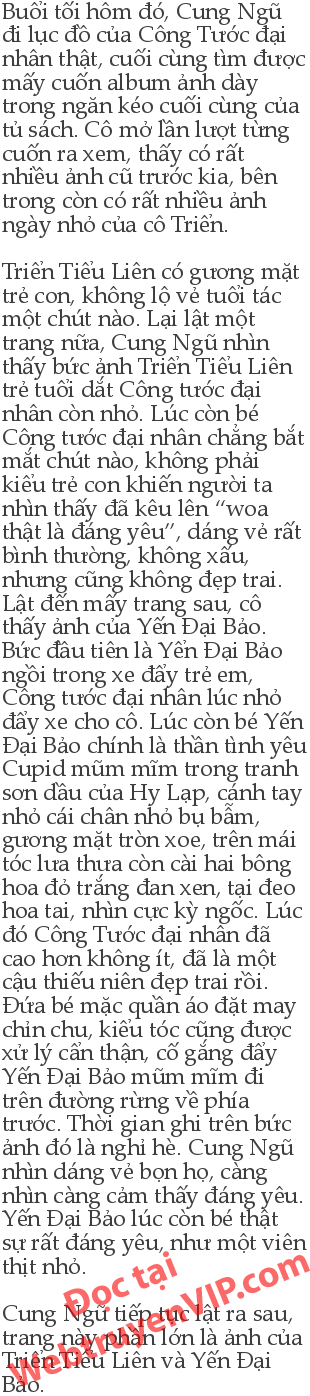 Buổi tối hôm đó, Cung Ngũ
đi lục đồ của Công Tước đại
nhân thật, cuối cùng tìm được
mấy cuốn album ảnh dày
trong ngăn kéo cuối cùng của
tủ sách. Cô mở lần lượt từng
cuốn ra xem, thấy có rất
nhiều ảnh cũ trước kia, bên
trong còn có rất nhiều ảnh
ngày nhỏ của cô Triển.
Triển Tiểu Liên có gương mặt
trẻ con, không lộ vẻ tuổi tác
một chút nào. Lại lật một
trang nữa, Cung Ngũ nhìn
thấy bức ảnh Triển Tiểu Liên
trẻ tuổi dắt Công tước đại
nhân còn nhỏ. Lúc còn bé
Công tước đại nhân chẳng bắt
mắt chút nào, không phải
kiểu trẻ con khiến người ta
nhìn thấy đã kêu lên “woa
thật là đáng yêu”, dáng vẻ rất
bình thường, không xấu,
nhưng cũng không đẹp trai.
Lật đến mấy trang sau, cô
thấy ảnh của Yến Đại Bảo.
Bức đầu tiên là Yến Đại Bảo
ngồi trong xe đẩy trẻ em,
Công tước đại nhân lúc nhỏ
đẩy xe cho cô. Lúc còn bé Yến
Đại Bảo chính là thần tình yêu
Cupid mũm mĩm trong tranh
sơn dầu của Hy Lạp, cánh tay
nhỏ cái chân nhỏ bụ bẫm,
gương mặt tròn xoe, trên mái
tóc lưa thưa còn cài hai bông
hoa đỏ trắng đan xen, tại đeo
hoa tai, nhìn cực kỳ ngốc. Lúc
đó Công Tước đại nhân đã
cao hơn không ít, đã là một
cậu thiếu niên đẹp trai rồi.
Đứa bé mặc quần áo đặt may
chỉn chu, kiểu tóc cũng được
xử lý cẩn thận, cố gắng đẩy
Yến Đại Bảo mũm mĩm đi
trên đường rừng về phía
trước. Thời gian ghi trên bức
ảnh đó là nghỉ hè. Cung Ngũ
nhìn dáng vẻ bọn họ, càng
nhìn càng cảm thấy đáng yêu.
Yến Đại Bảo lúc còn bé thật
sự rất đáng yêu, như một viên
thịt nhỏ.
Cung Ngũ tiếp tục lật ra sau,
trang này phần lớn là ảnh của
Triển Tiểu Liên và Yến Đại
Bảo.
Đọc tại
WebtruyenVIP.com